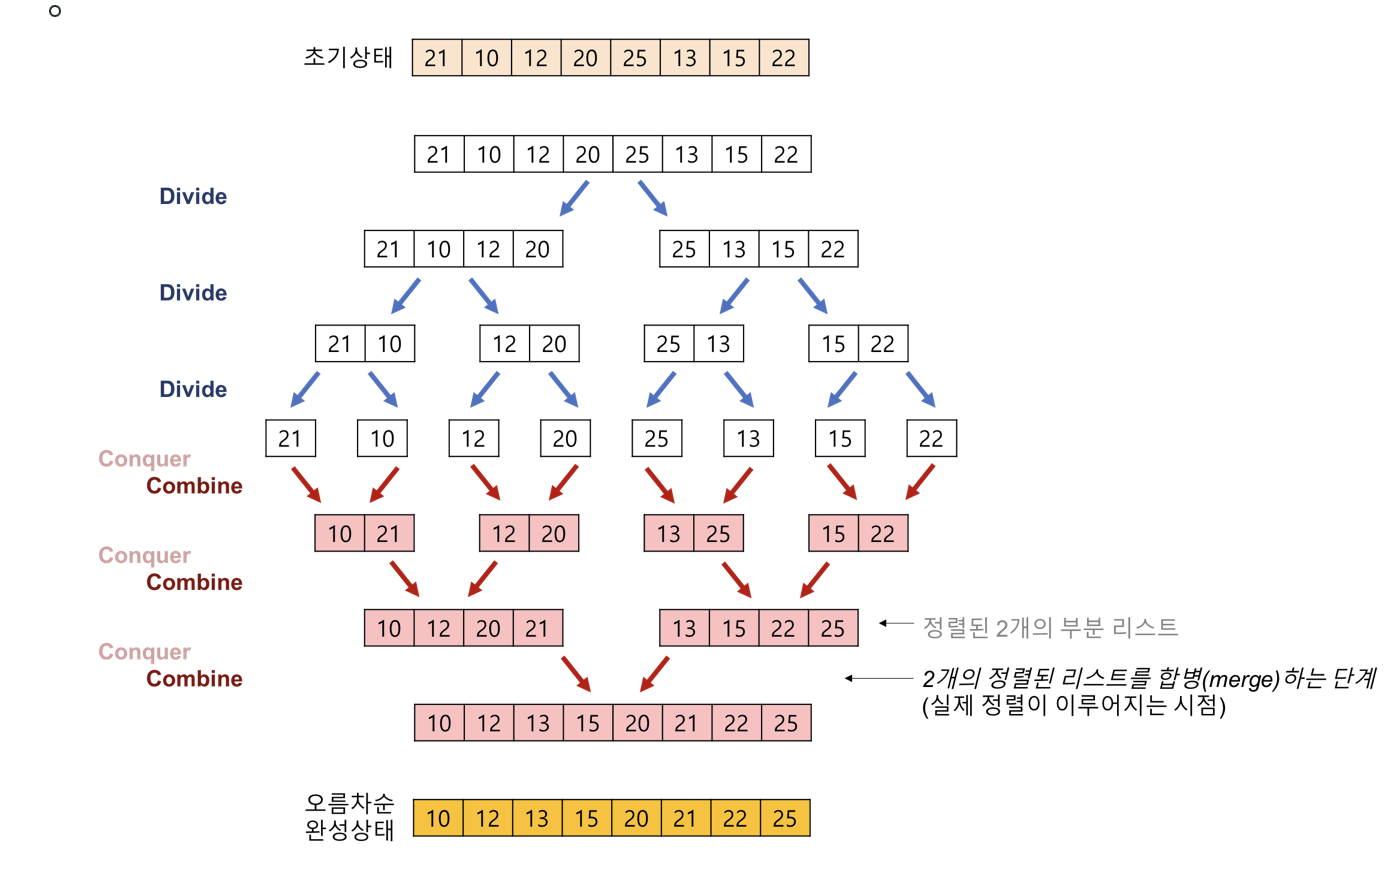 초기상태 21 10 12 20 25 13 15 22
21 10 12 20 25 13 15 22
Divide
21 10 12 20 25 13 15 22
Divide
21 10 12 20 25 13 15 22
Divide
21 10 12 20 25 13 15 22
Conquer
Combine
10 21 12 20 13 25 15 22
Conquer
Combine
10 12 20 21 13 15 22 25 정렬된 2개의 부분 리스트
Conquer
Combine 2개의 정렬된 리스트를 합병(merge)하는 단계
(실제 정렬이 이루어지는 시점)
10 12 13 15 20 21 22 25
오름차순
완성상태 10 12 13 15 20 21 22 25